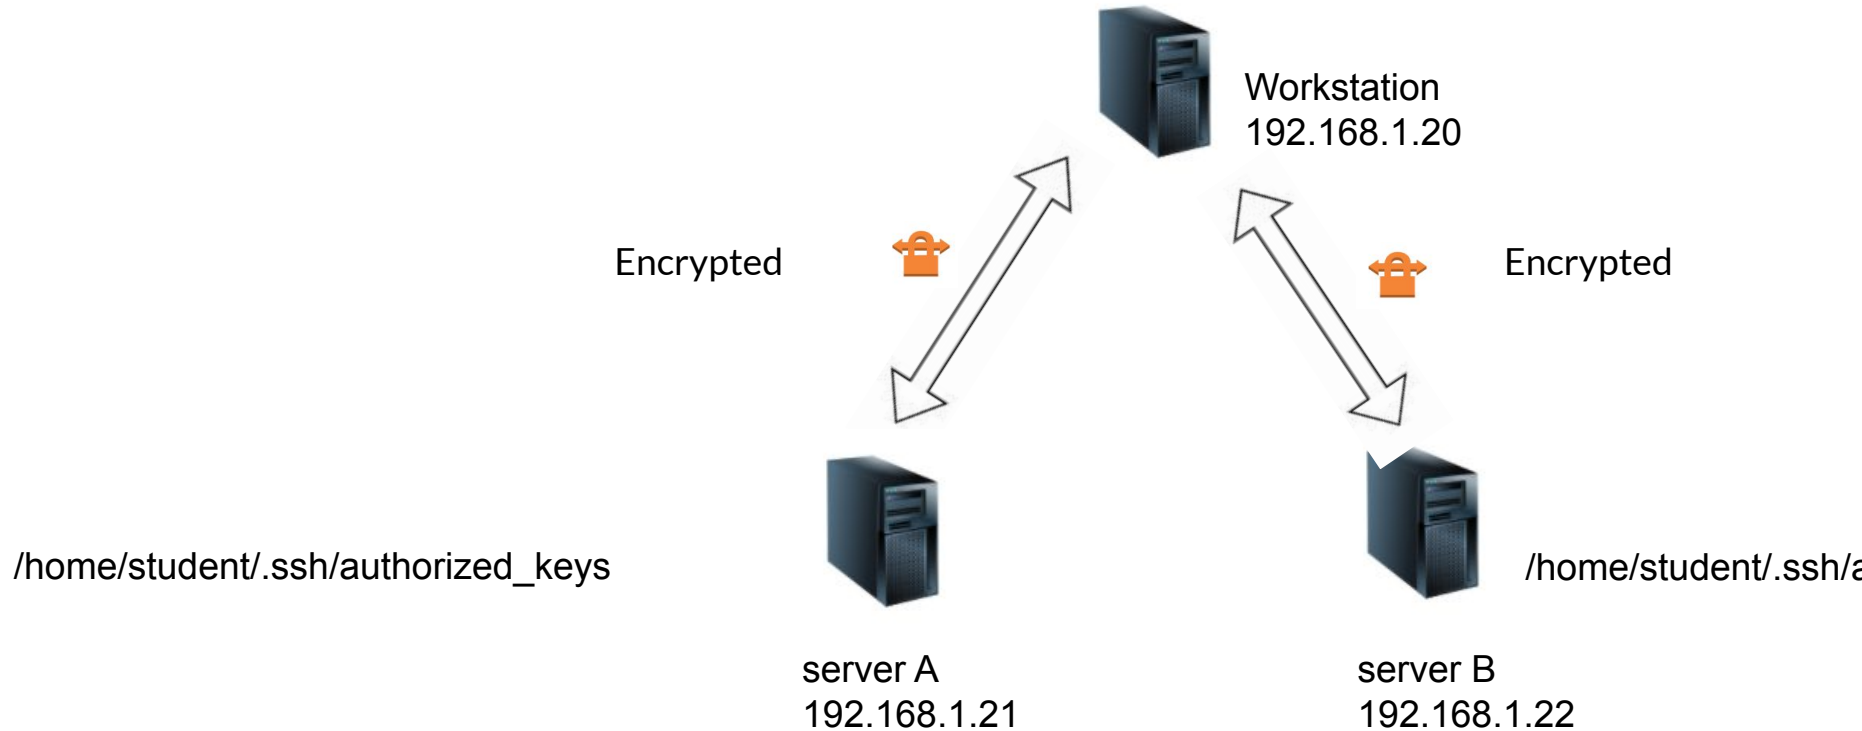 Workstation
192.168.1.20
Encrypted
Encrypted
/home/student/.ssh/authorized_keys
/home/student/.ssh/a
server A
192.168.1.21
server B
192.168.1.22